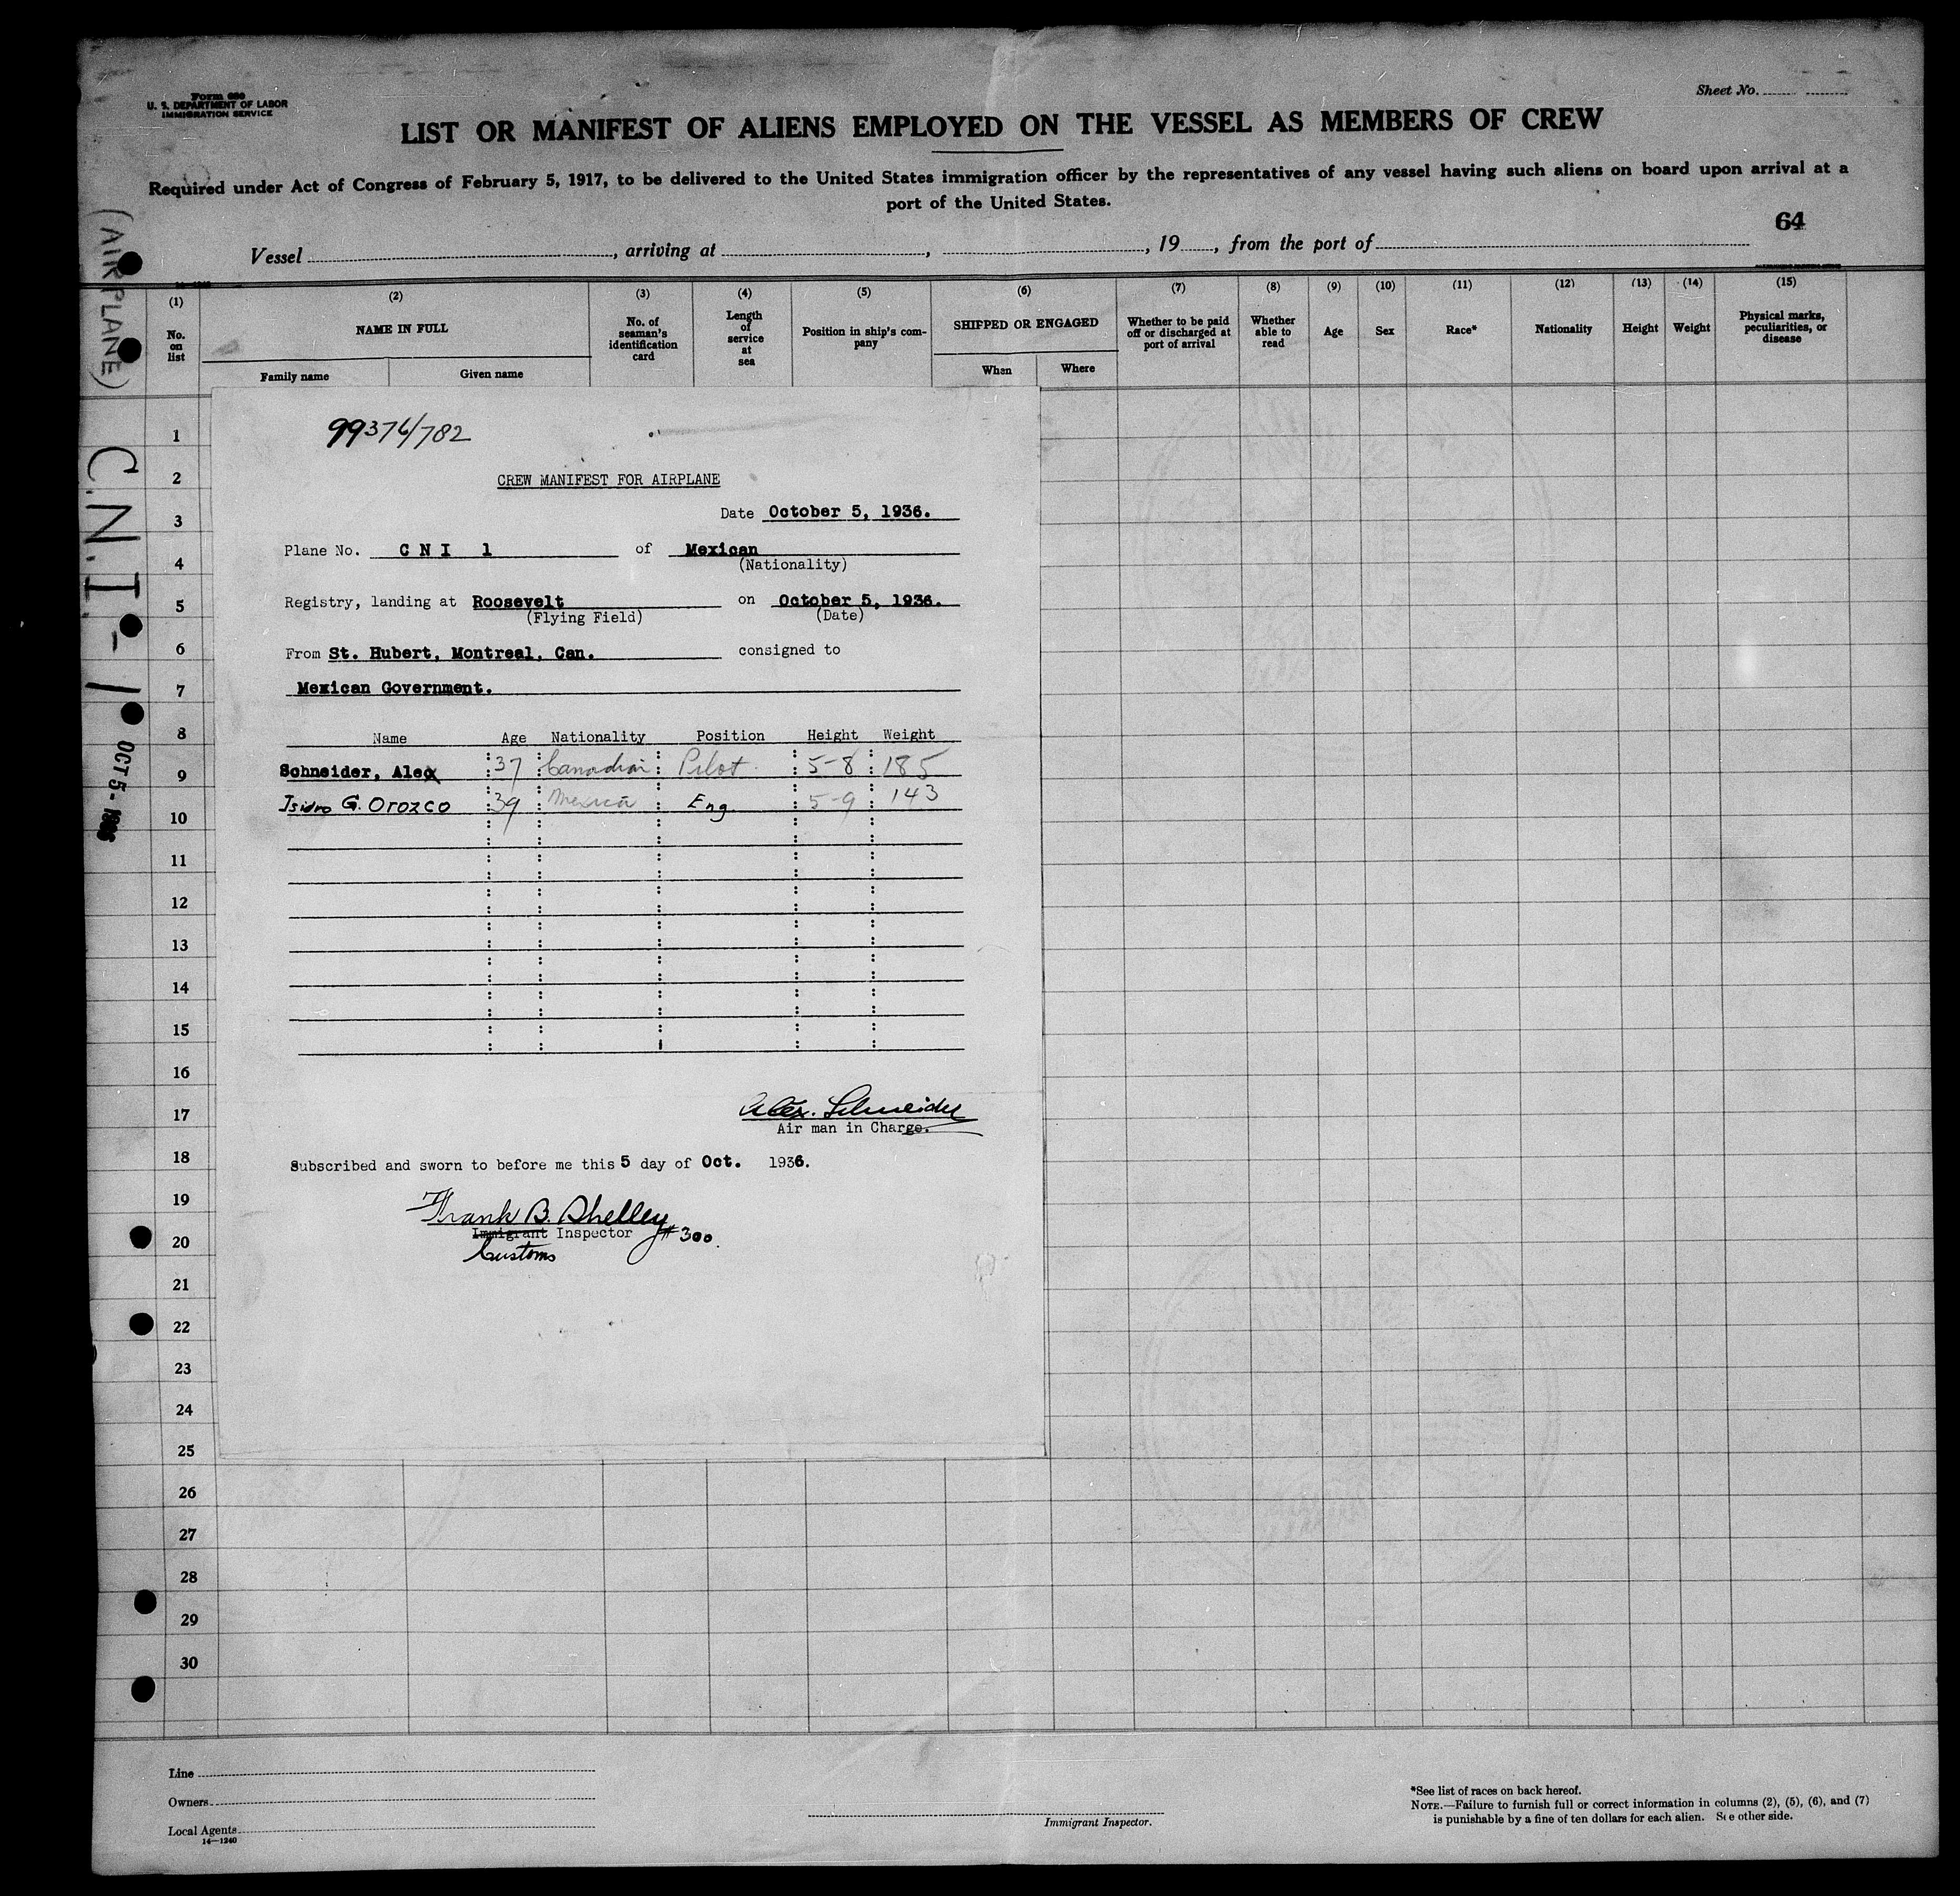 Form 680
U. S. DEPARTMENT OF LABOR
IMMIGRATION SERVICE
Sheet No.
LIST OR MANIFEST OF ALIENS EMPLOYED ON THE VESSEL AS MEMBERS OF CREW
Required under Act of Congress of February 5, 1917, to be delivered to the United States immigration officer by the representatives of any vessel having such aliens on board upon arrival at a
port of the United States.
64
Vessel , arriving at , , 19 , from the port of
(AIRPLANE)
C.N.I.-1
OCT 5- 1936
(1) No. on list
(2) NAME IN FULL
Family name Given name
(3) No. of seaman's identification card
(4) Length of service at sea
(5) Position in ship's company
(6) SHIPPED OR ENGAGED
When Where
(7) Whether to be paid off or discharged at port of arrival
(8) Whether able to read
(9) Age
(10) Sex
(11) Race*
(12) Nationality
(13) Height
(14) Weight
(15) Physical marks, peculiarities, or disease
1
2
3
4
5
6
7
8
9
10
11
12
13
14
15
16
17
18
19
20
21
22
23
24
25
26
27
28
29
30
99376/782
CREW MANIFEST FOR AIRPLANE
Date October 5, 1936.
Plane No. C N I 1 of Mexican
(Nationality)
Registry, landing at Roosevelt on October 5, 1936.
(Flying Field) (Date)
From St. Hubert, Montreal, Can. consigned to
Mexican Government.
Name Age Nationality Position Height Weight
Schneider, Alex 37 Canadian Pilot 5-8 185
Isidro G. Orozco 39 Mexican Eng. 5-9 143
Alex. Schneider
Air man in Charge.
Subscribed and sworn to before me this 5 day of Oct. 1936.
Frank B. Shelley
Immigrant Inspector #300.
Customs
Line
Owners
Local Agents
14—1240
Immigrant Inspector.
*See list of races on back hereof.
NOTE.—Failure to furnish full or correct information in columns (2), (5), (6), and (7)
is punishable by a fine of ten dollars for each alien. See other side.